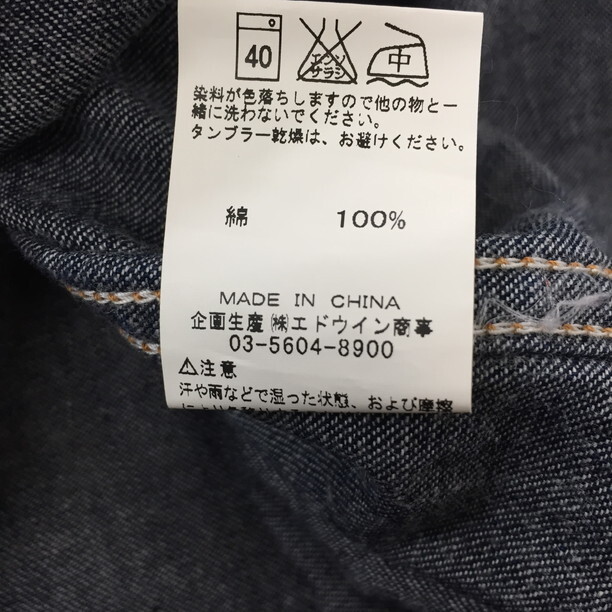 40
エンソ
サラシ
中
染料が色落ちしますので他の物と一
緒に洗わないでください。
タンブラー乾燥は、お避けください。
綿 100%
MADE IN CHINA
企画生産 ㈱エドウイン商事
03-5604-8900
⚠注意
汗や雨などで湿った状態、および摩擦